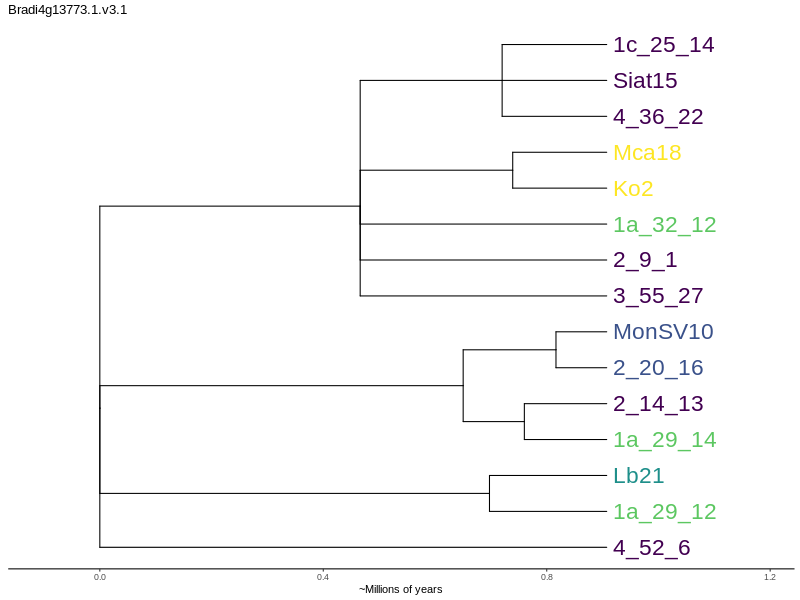 Bradi4g13773.1.v3.1
1c_25_14
Siat15
4_36_22
Mca18
Ko2
1a_32_12
2_9_1
3_55_27
MonSV10
2_20_16
2_14_13
1a_29_14
Lb21
1a_29_12
4_52_6
0.0 0.4 0.8 1.2
~Millions of years